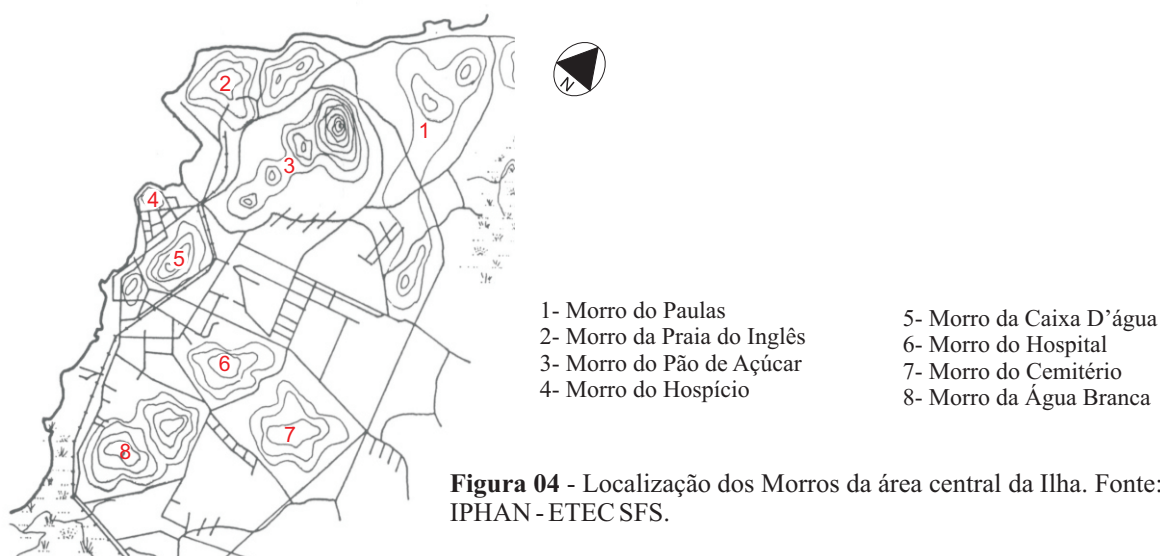 N
2
1
3
4
5
6
7
8
1- Morro do Paulas
2- Morro da Praia do Inglês
3- Morro do Pão de Açúcar
4- Morro do Hospício
5- Morro da Caixa D’água
6- Morro do Hospital
7- Morro do Cemitério
8- Morro da Água Branca
Figura 04 - Localização dos Morros da área central da Ilha. Fonte:
IPHAN - ETEC SFS.